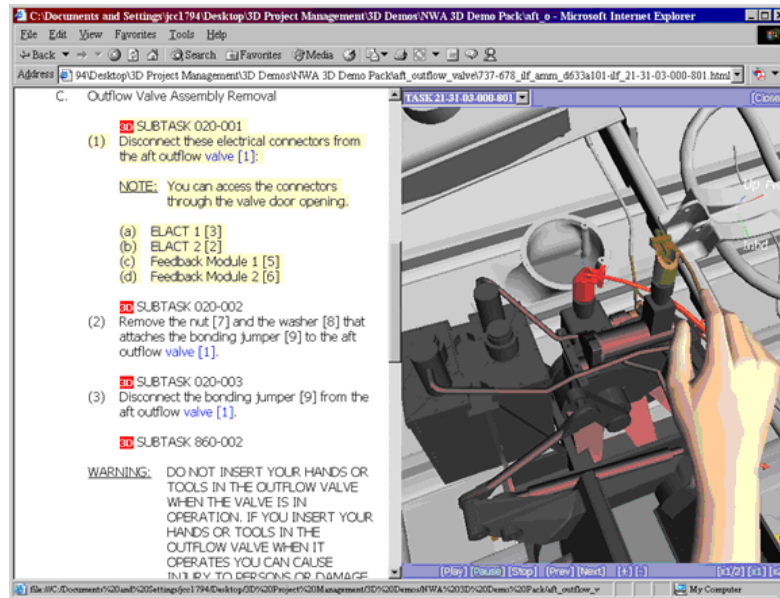 C:\Documents and Settings\jcc1794\Desktop\3D Project Management\3D Demos\NWA 3D Demo Pack\aft_o - Microsoft Internet Explorer
File Edit View Favorites Tools Help
Back Search Favorites Media
Address 94\Desktop\3D Project Management\3D Demos\NWA 3D Demo Pack\aft_outflow_valve\737-678_ilf_amm_d633a101-ilf_21-31-03-000-801.html
TASK 21-31-03-000-801 [Close
C. Outflow Valve Assembly Removal
3D SUBTASK 020-001
(1) Disconnect these electrical connectors from
the aft outflow valve [1]:
NOTE: You can access the connectors
through the valve door opening.
(a) ELACT 1 [3]
(b) ELACT 2 [2]
(c) Feedback Module 1 [5]
(d) Feedback Module 2 [6]
3D SUBTASK 020-002
(2) Remove the nut [7] and the washer [8] that
attaches the bonding jumper [9] to the aft
outflow valve [1].
3D SUBTASK 020-003
(3) Disconnect the bonding jumper [9] from the
aft outflow valve [1].
3D SUBTASK 860-002
WARNING: DO NOT INSERT YOUR HANDS OR
TOOLS IN THE OUTFLOW VALVE
WHEN THE VALVE IS IN
OPERATION. IF YOU INSERT YOUR
HANDS OR TOOLS IN THE
OUTFLOW VALVE WHEN IT
OPERATES YOU CAN CAUSE
INJURY TO PERSONS OR DAMAGE
Up
Inbd
[Play] [Pause] [Stop] [Prev] [Next] [+] [-] [x1/2] [x1] [x2
file:///C:/Documents%20and%20Settings/jcc1794/Desktop/3D%20Project%20Management/3D%20Demos/NWA%203D%20Demo%20Pack/aft_outflow_v
My Computer